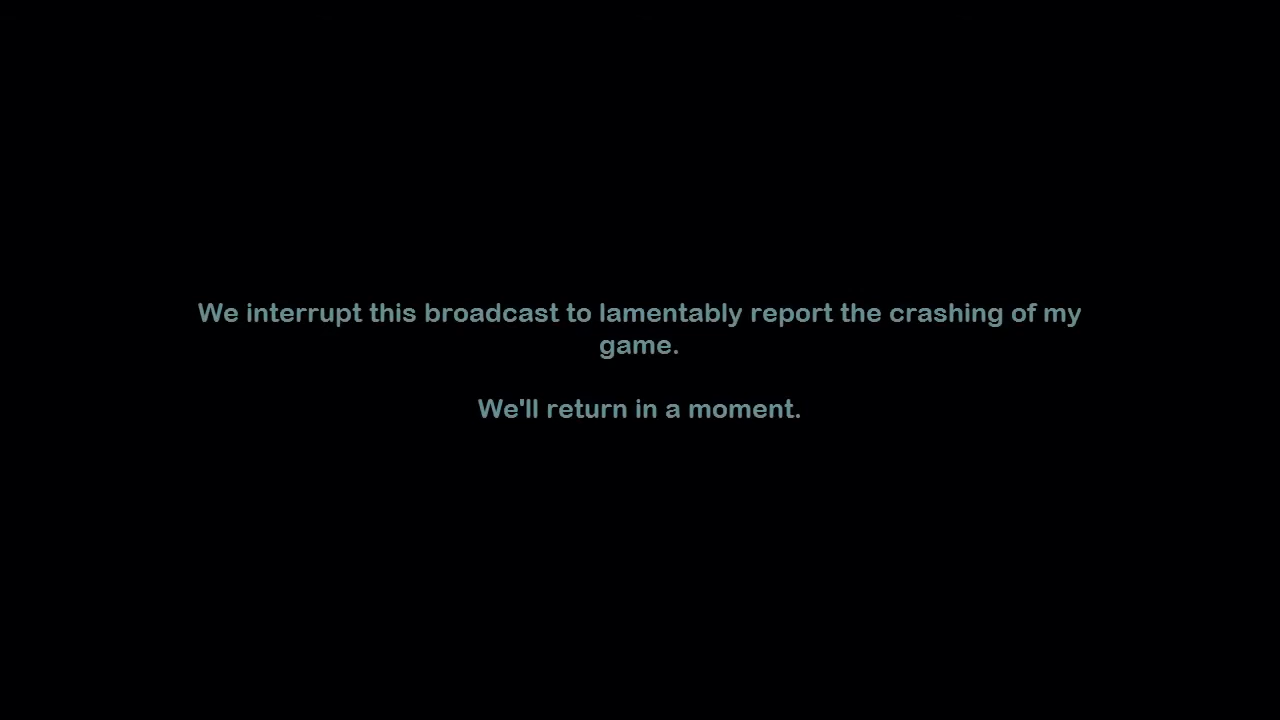 We interrupt this broadcast to lamentably report the crashing of my
game.
We'll return in a moment.